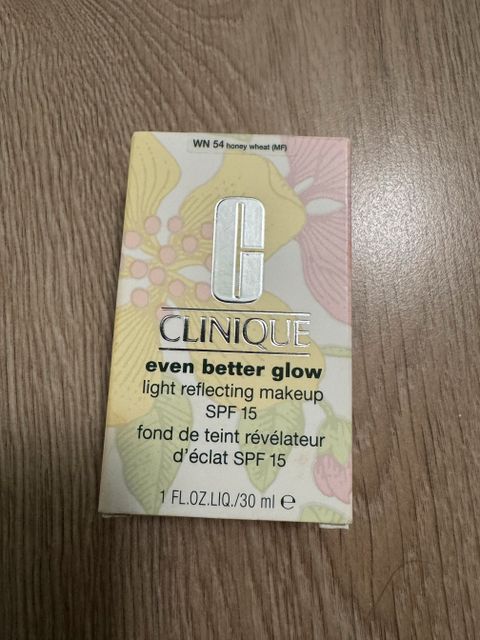 WN 54 honey wheat (MF)
C
CLINIQUE
even better glow
light reflecting makeup
SPF 15
fond de teint révélateur
d'éclat SPF 15
1 FL.OZ.LIQ./30 ml ℮